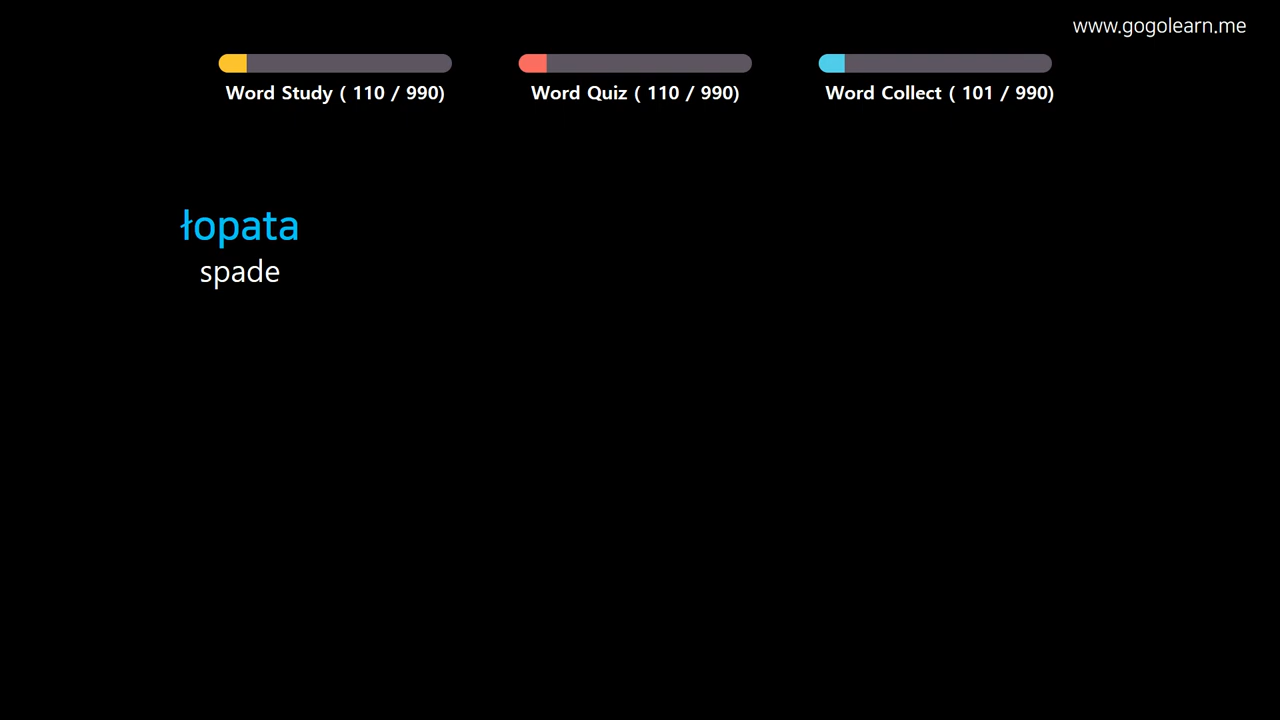 www.gogolearn.me
Word Study ( 110 / 990)
Word Quiz ( 110 / 990)
Word Collect ( 101 / 990)
łopata
spade